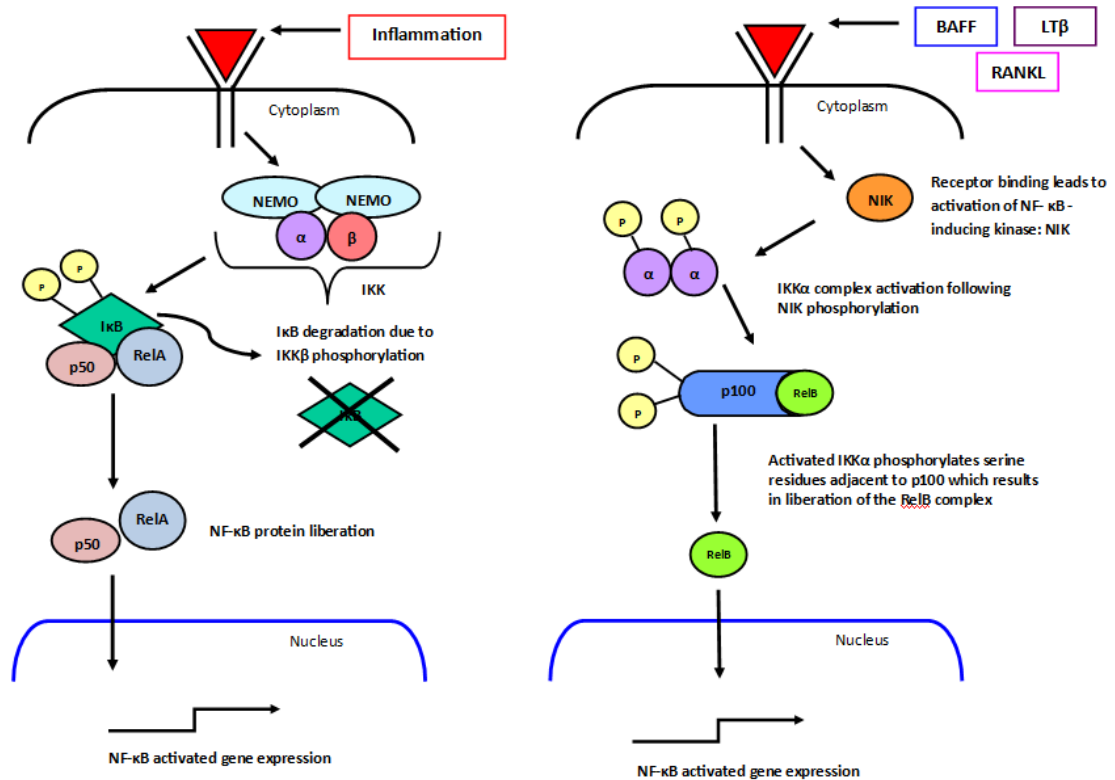 Inflammation
Cytoplasm
NEMO
NEMO
α
β
IKK
P
P
IκB
p50
RelA
IκB degradation due to
IKKβ phosphorylation
IκB
RelA
p50
NF-κB protein liberation
Nucleus
NF-κB activated gene expression
BAFF
LTβ
RANKL
Cytoplasm
NIK
Receptor binding leads to
activation of NF- κB -
inducing kinase: NIK
P
P
α
α
IKKα complex activation following
NIK phosphorylation
P
P
p100
RelB
Activated IKKα phosphorylates serine
residues adjacent to p100 which results
in liberation of the RelB complex
RelB
Nucleus
NF-κB activated gene expression